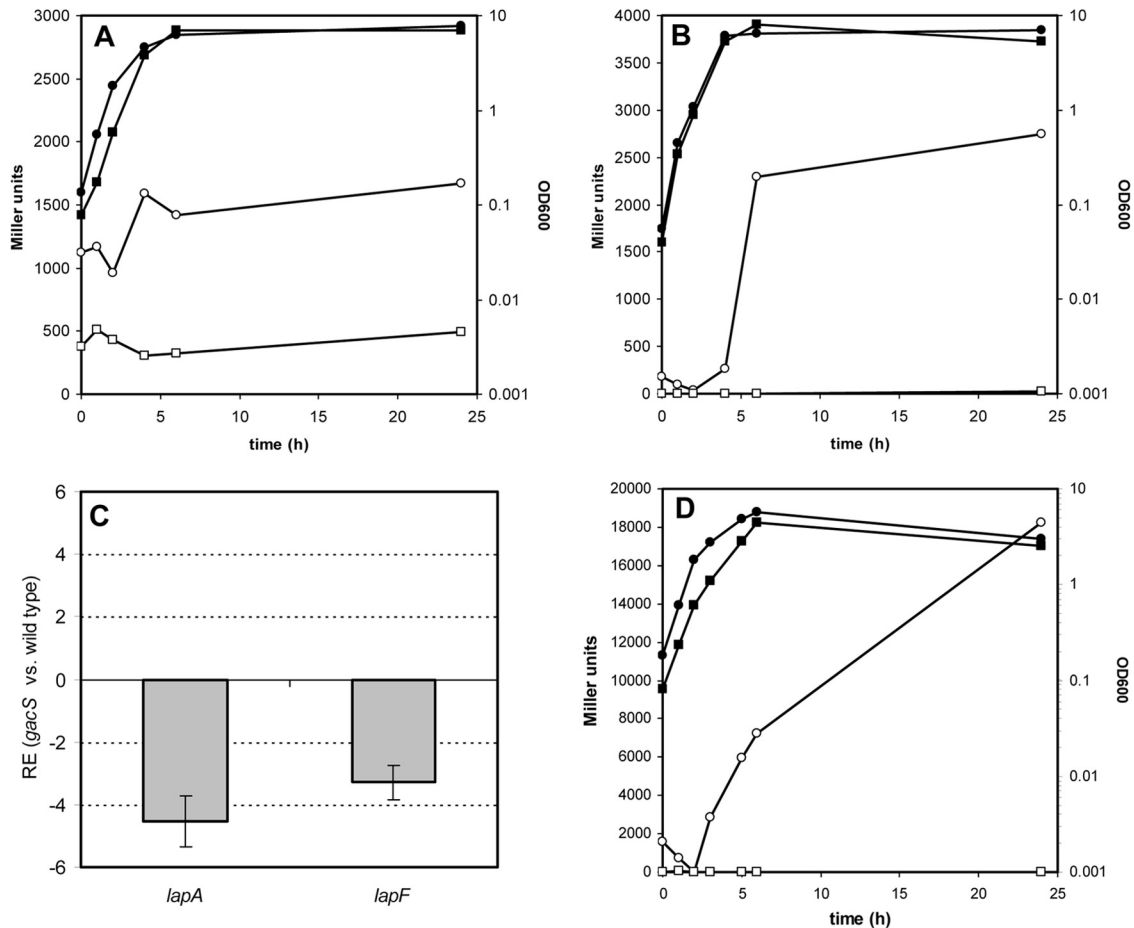 A
Miller units
3000
2500
2000
1500
1000
500
0
10
1
0.1
0.01
0.001
OD600
0 5 10 15 20 25
time (h)
B
Miller units
4000
3500
3000
2500
2000
1500
1000
500
0
10
1
0.1
0.01
0.001
OD600
0 5 10 15 20 25
time (h)
C
RE (gacS vs. wild type)
6
4
2
0
-2
-4
-6
lapA lapF
D
Miller units
20000
18000
16000
14000
12000
10000
8000
6000
4000
2000
0
10
1
0.1
0.01
0.001
OD600
0 5 10 15 20 25
time (h)